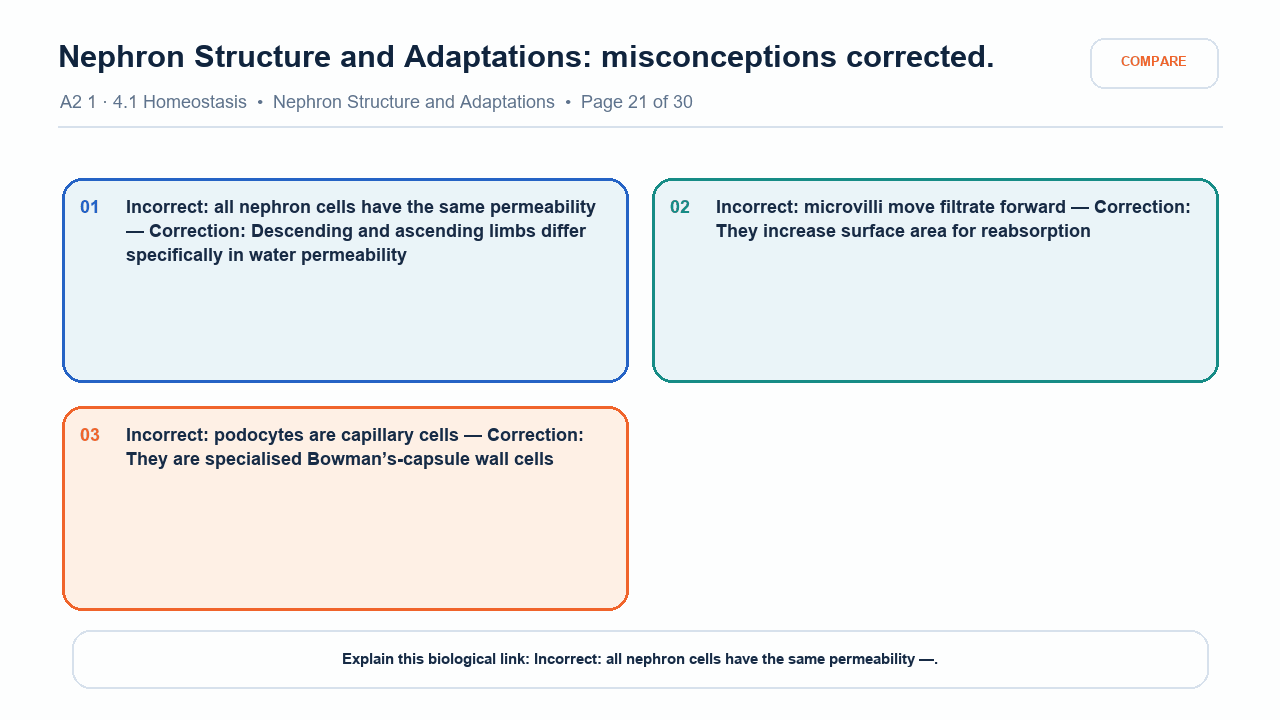 Nephron Structure and Adaptations: misconceptions corrected.
COMPARE
A2 1 · 4.1 Homeostasis • Nephron Structure and Adaptations • Page 21 of 30
01 Incorrect: all nephron cells have the same permeability
— Correction: Descending and ascending limbs differ
specifically in water permeability
02 Incorrect: microvilli move filtrate forward — Correction:
They increase surface area for reabsorption
03 Incorrect: podocytes are capillary cells — Correction:
They are specialised Bowman’s-capsule wall cells
Explain this biological link: Incorrect: all nephron cells have the same permeability —.